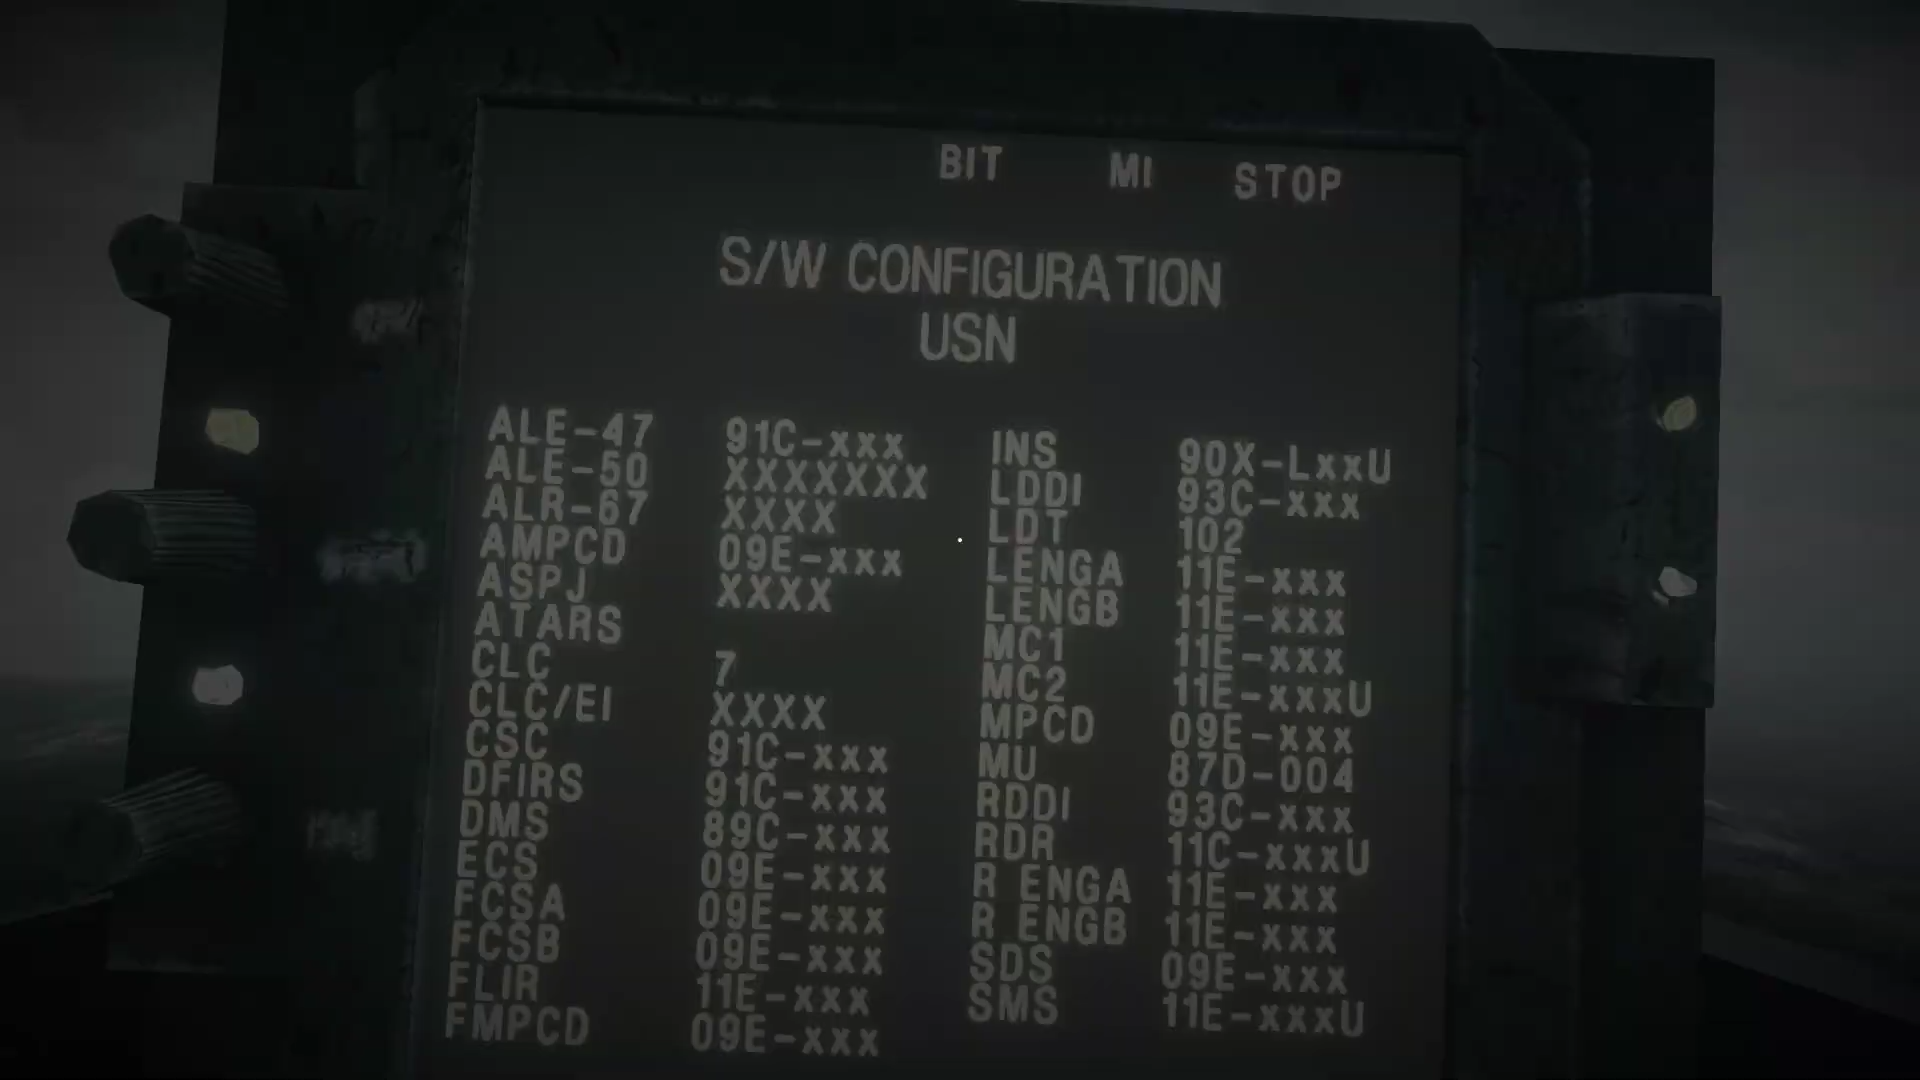 BIT MI STOP
S/W CONFIGURATION
USN
ALE-47 91C-xxx INS 90X-LxxU
ALE-50 XXXXXXX LDDI 93C-xxx
ALR-67 XXXX LDT 102
AMPCD 09E-xxx LENGA 11E-xxx
ASPJ XXXX LENGB 11E-xxx
ATARS MC1 11E-xxx
CLC 7 MC2 11E-xxxU
CLC/EI XXXX MPCD 09E-xxx
CSC 91C-xxx MU 87D-004
DFIRS 91C-xxx RDDI 93C-xxx
DMS 89C-xxx RDR 11C-xxxU
ECS 09E-xxx R ENGA 11E-xxx
FCSA 09E-xxx R ENGB 11E-xxx
FCSB 09E-xxx SDS 09E-xxx
FLIR 11E-xxx SMS 11E-xxxU
FMPCD 09E-xxx